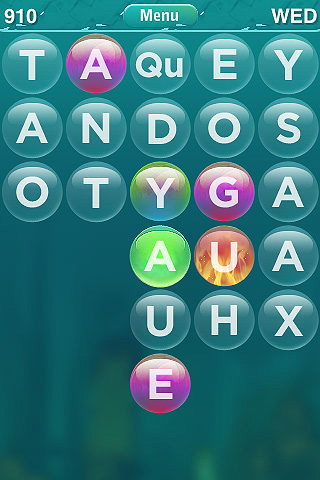 910 Menu WED
T A Qu E Y
A N D O S
O T Y G A
A U A
U H X
E